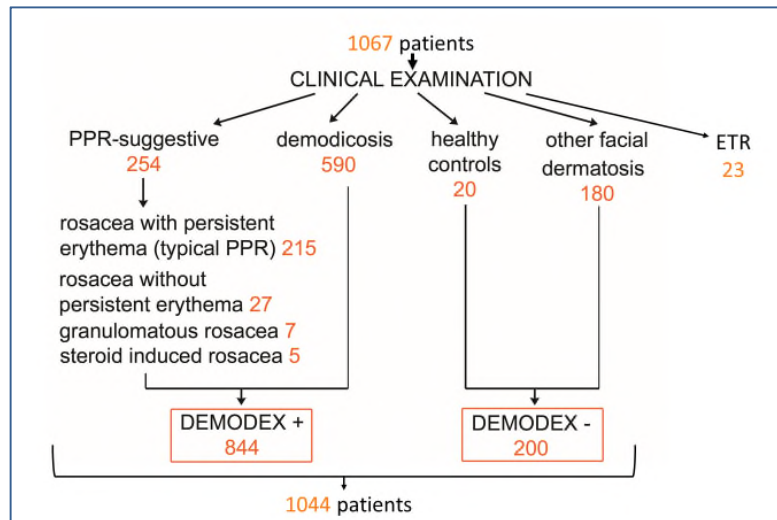 1067 patients
CLINICAL EXAMINATION
PPR-suggestive
254
demodicosis
590
healthy
controls
20
other facial
dermatosis
180
ETR
23
rosacea with persistent
erythema (typical PPR) 215
rosacea without
persistent erythema 27
granulomatous rosacea 7
steroid induced rosacea 5
DEMODEX +
844
DEMODEX -
200
1044 patients